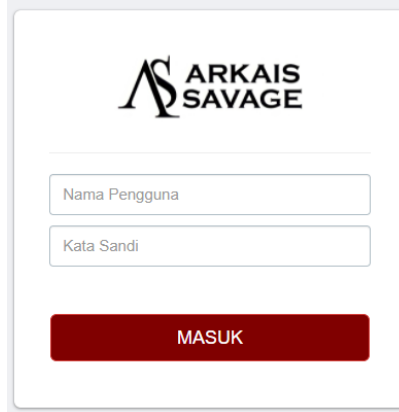 ARKAIS
SAVAGE
Nama Pengguna
Kata Sandi
MASUK